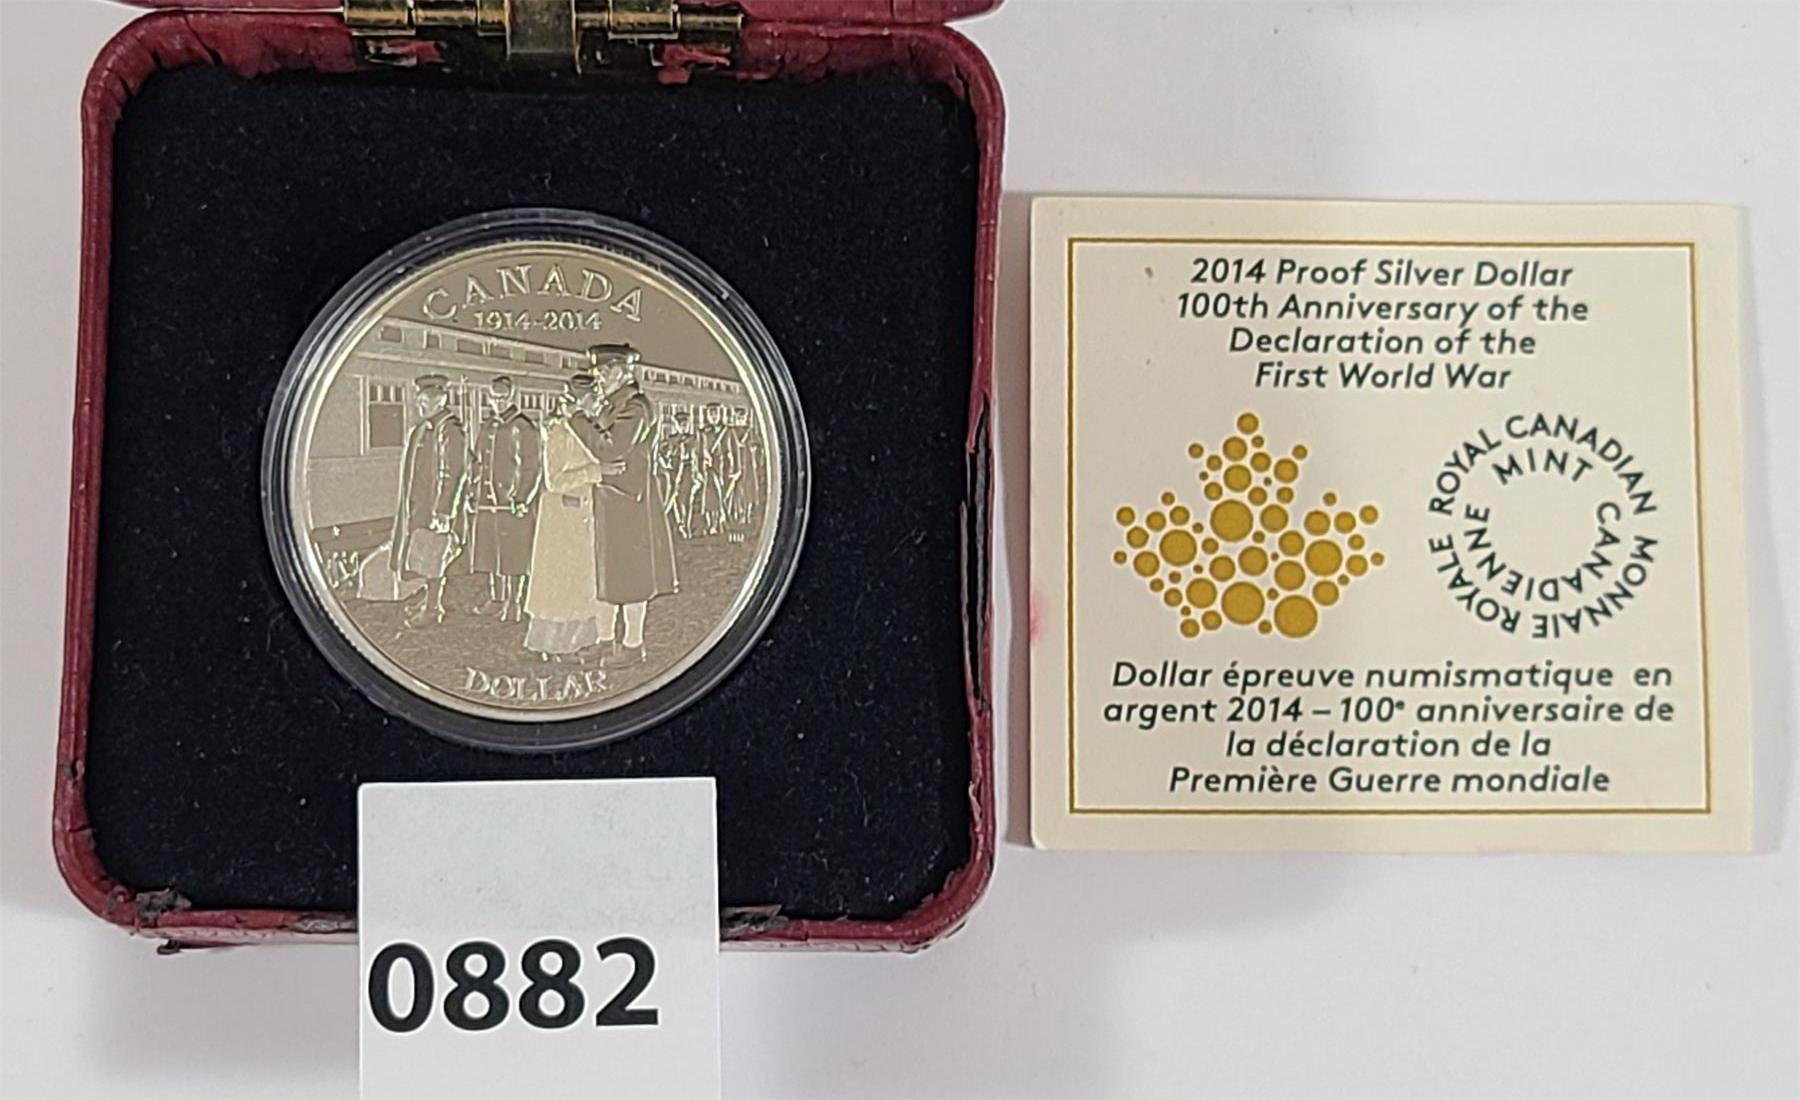 CANADA
1914-2014
DOLLAR
0882
2014 Proof Silver Dollar
100th Anniversary of the
Declaration of the
First World War
ROYAL CANADIAN
MINT
MONNAIE ROYALE
CANADIENNE
Dollar épreuve numismatique en
argent 2014 – 100e anniversaire de
la déclaration de la
Première Guerre mondiale